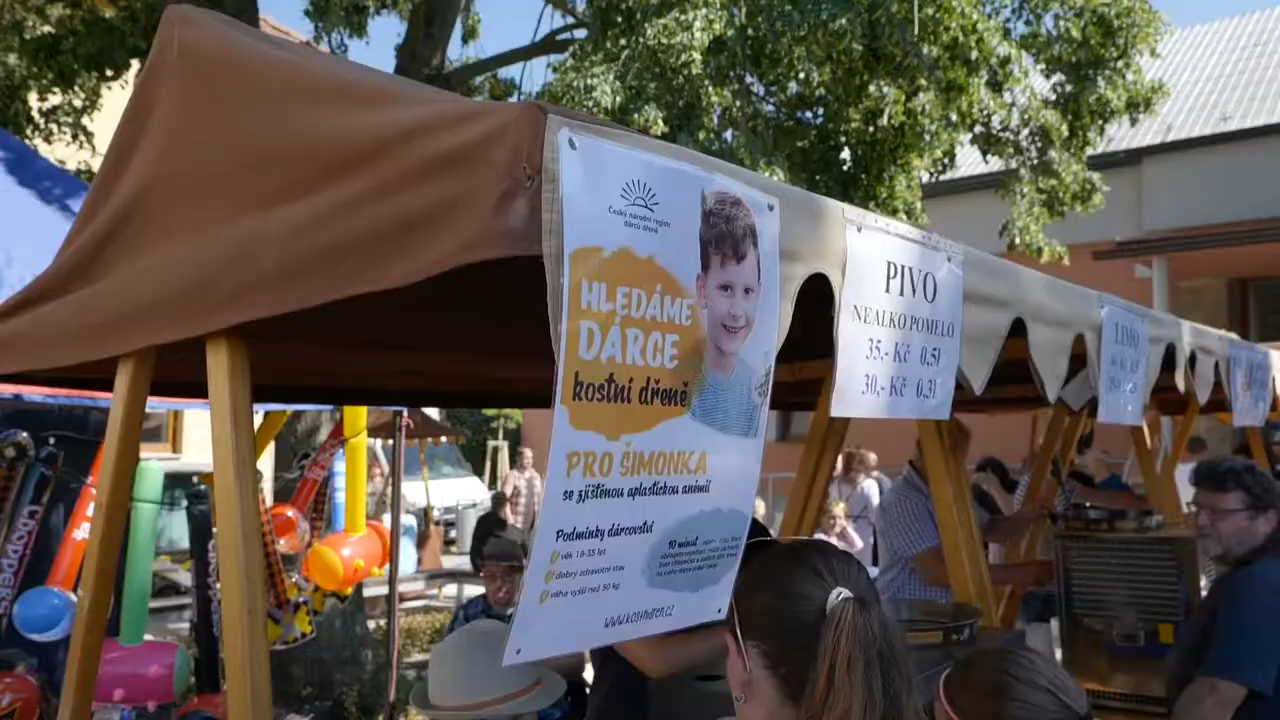 Český národní registr
dárců dřeně
HLEDÁME
DÁRCE
kostní dřeně
PRO ŠIMONKA
se zjištěnou aplastickou anémií
Podmínky dárcovství
věk 18-35 let
dobrý zdravotní stav
váha vyšší než 50 kg
10 minut
www.kostnidren.cz
PIVO
NEALKO POMELO
35,- Kč 0,5l
30,- Kč 0,3l
LIMO
CHOPPERS